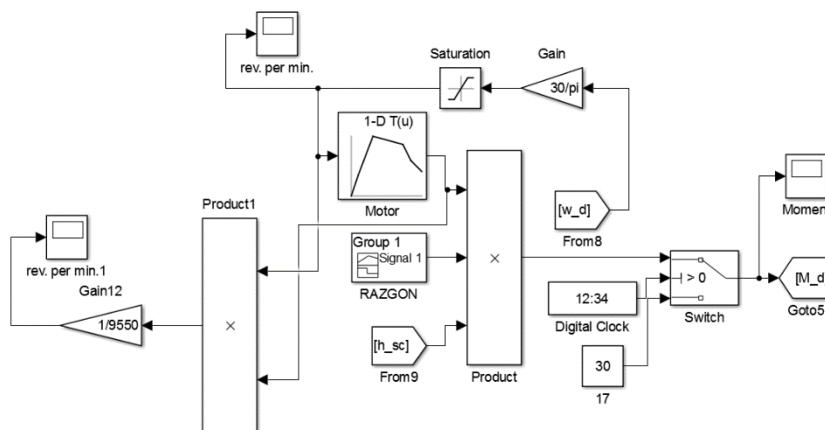 rev. per min.
Saturation
Gain
30/pi
1-D T(u)
Motor
Product1
[w_d]
From8
Momen
rev. per min.1
Group 1
Signal 1
RAZGON
×
×
> 0
Switch
[M_d
Goto5
12:34
Digital Clock
Gain12
1/9550
[h_sc]
From9
Product
30
17